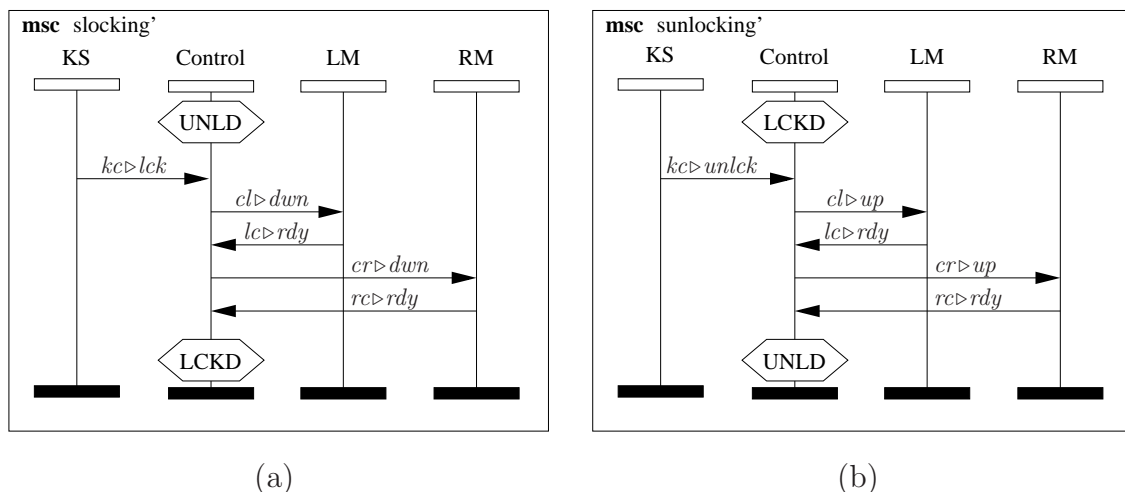 msc slocking’
KS Control LM RM
UNLD
kc▷lck
cl▷dwn
lc▷rdy
cr▷dwn
rc▷rdy
LCKD
(a)
msc sunlocking’
KS Control LM RM
LCKD
kc▷unlck
cl▷up
lc▷rdy
cr▷up
rc▷rdy
UNLD
(b)